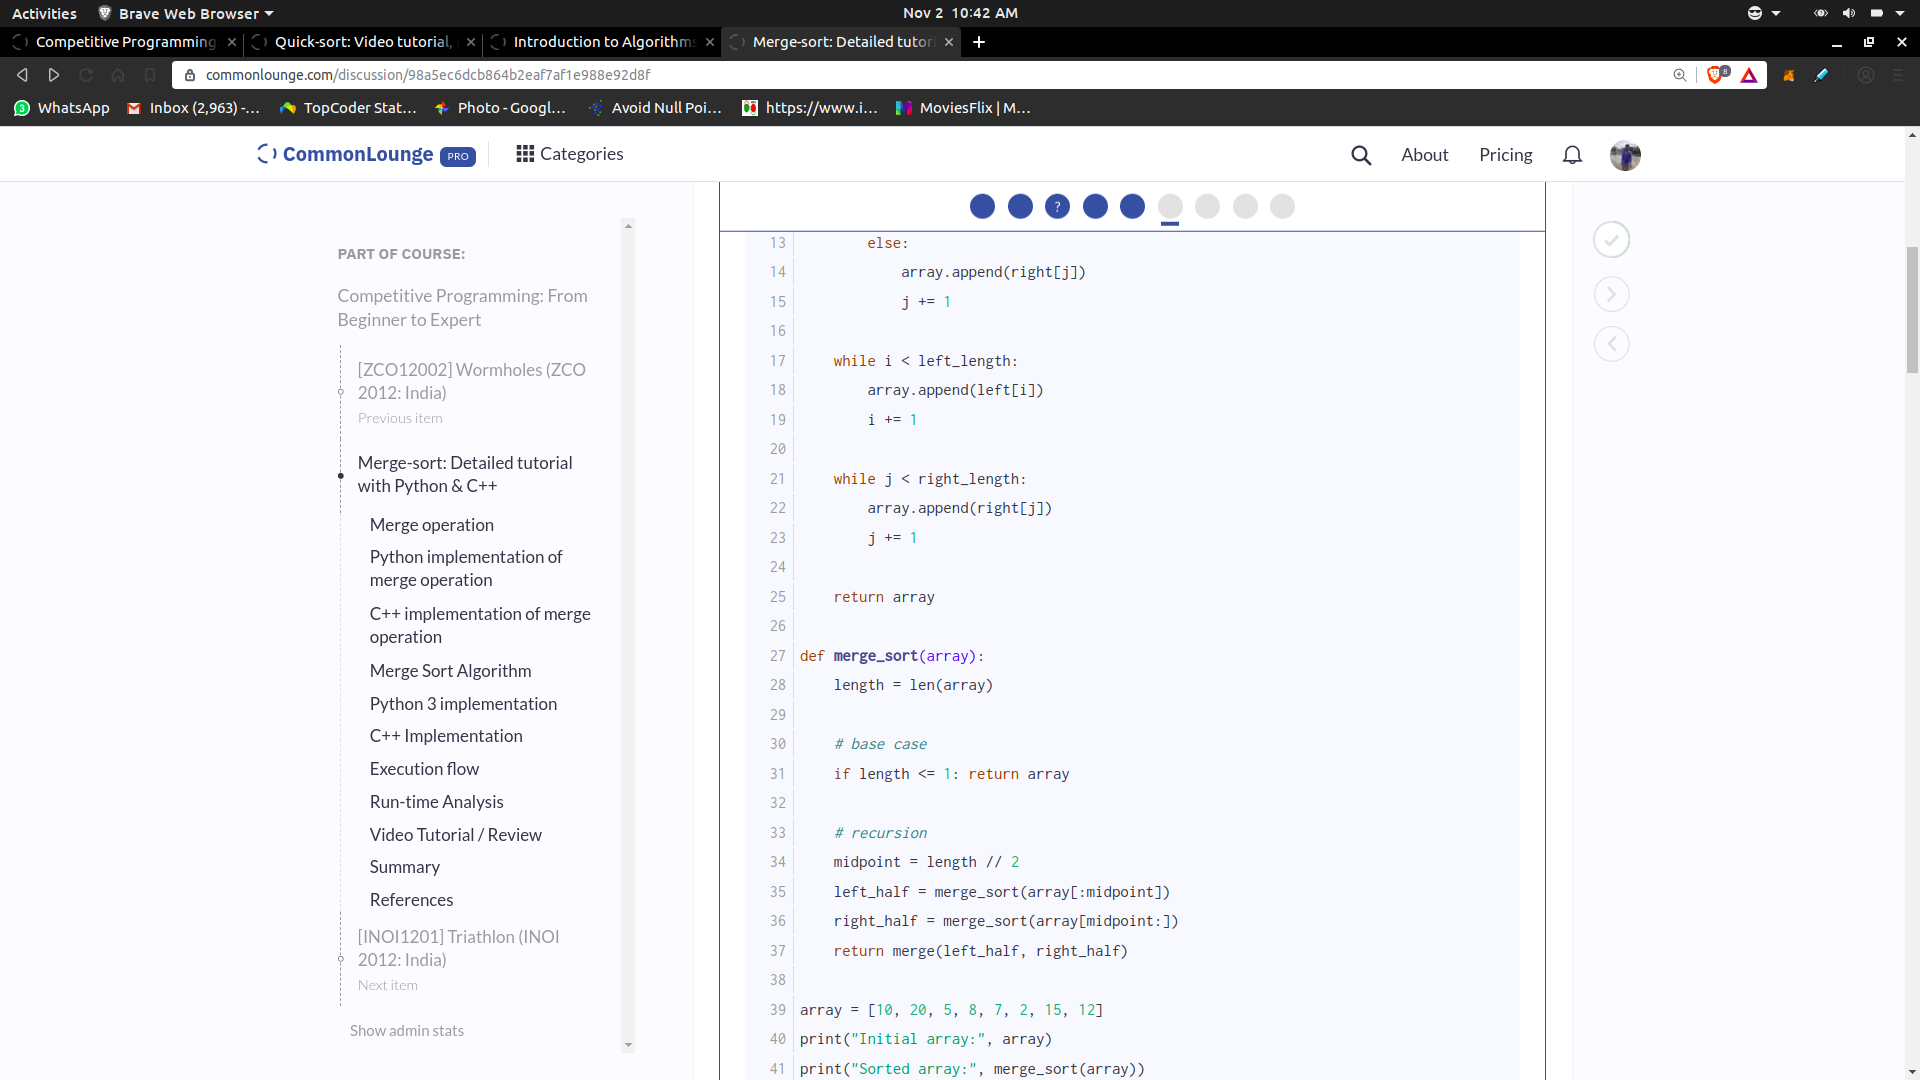 Activities
Brave Web Browser
Nov 2 10:42 AM
Competitive Programming
Quick-sort: Video tutorial,
Introduction to Algorithms
Merge-sort: Detailed tutori
commonlounge.com/discussion/98a5ec6dcb864b2eaf7af1e988e92d8f
8
3
WhatsApp
Inbox (2,963) -...
TopCoder Stat...
Photo - Googl...
Avoid Null Poi...
https://www.i...
MoviesFlix | M...
CommonLounge PRO
Categories
About
Pricing
?
PART OF COURSE:
Competitive Programming: From
Beginner to Expert
[ZCO12002] Wormholes (ZCO
2012: India)
Previous item
Merge-sort: Detailed tutorial
with Python & C++
Merge operation
Python implementation of
merge operation
C++ implementation of merge
operation
Merge Sort Algorithm
Python 3 implementation
C++ Implementation
Execution flow
Run-time Analysis
Video Tutorial / Review
Summary
References
[INOI1201] Triathlon (INOI
2012: India)
Next item
Show admin stats
13         else:
14             array.append(right[j])
15             j += 1
16
17     while i < left_length:
18         array.append(left[i])
19         i += 1
20
21     while j < right_length:
22         array.append(right[j])
23         j += 1
24
25     return array
26
27 def merge_sort(array):
28     length = len(array)
29
30     # base case
31     if length <= 1: return array
32
33     # recursion
34     midpoint = length // 2
35     left_half = merge_sort(array[:midpoint])
36     right_half = merge_sort(array[midpoint:])
37     return merge(left_half, right_half)
38
39 array = [10, 20, 5, 8, 7, 2, 15, 12]
40 print("Initial array:", array)
41 print("Sorted array:", merge_sort(array))